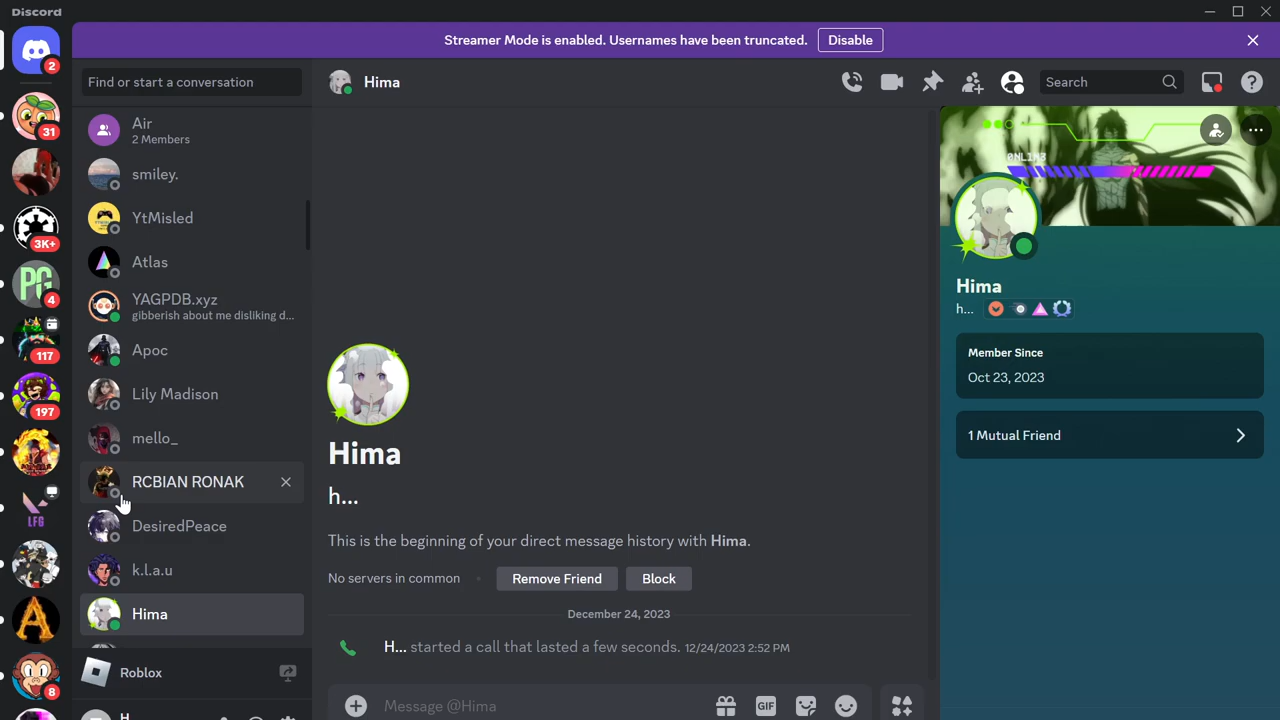 Discord
Streamer Mode is enabled. Usernames have been truncated.
Disable
2
31
3K+
PG
4
117
197
LFG
A
8
Find or start a conversation
Air
2 Members
smiley.
YtMisled
Atlas
YAGPDB.xyz
gibberish about me disliking d...
Apoc
Lily Madison
mello_
RCBIAN RONAK
DesiredPeace
k.l.a.u
Hima
Roblox
Hima
Search
Hima
h...
This is the beginning of your direct message history with Hima.
No servers in common
Remove Friend
Block
December 24, 2023
H... started a call that lasted a few seconds. 12/24/2023 2:52 PM
Message @Hima
GIF
0NL1M3
Hima
h...
Member Since
Oct 23, 2023
1 Mutual Friend